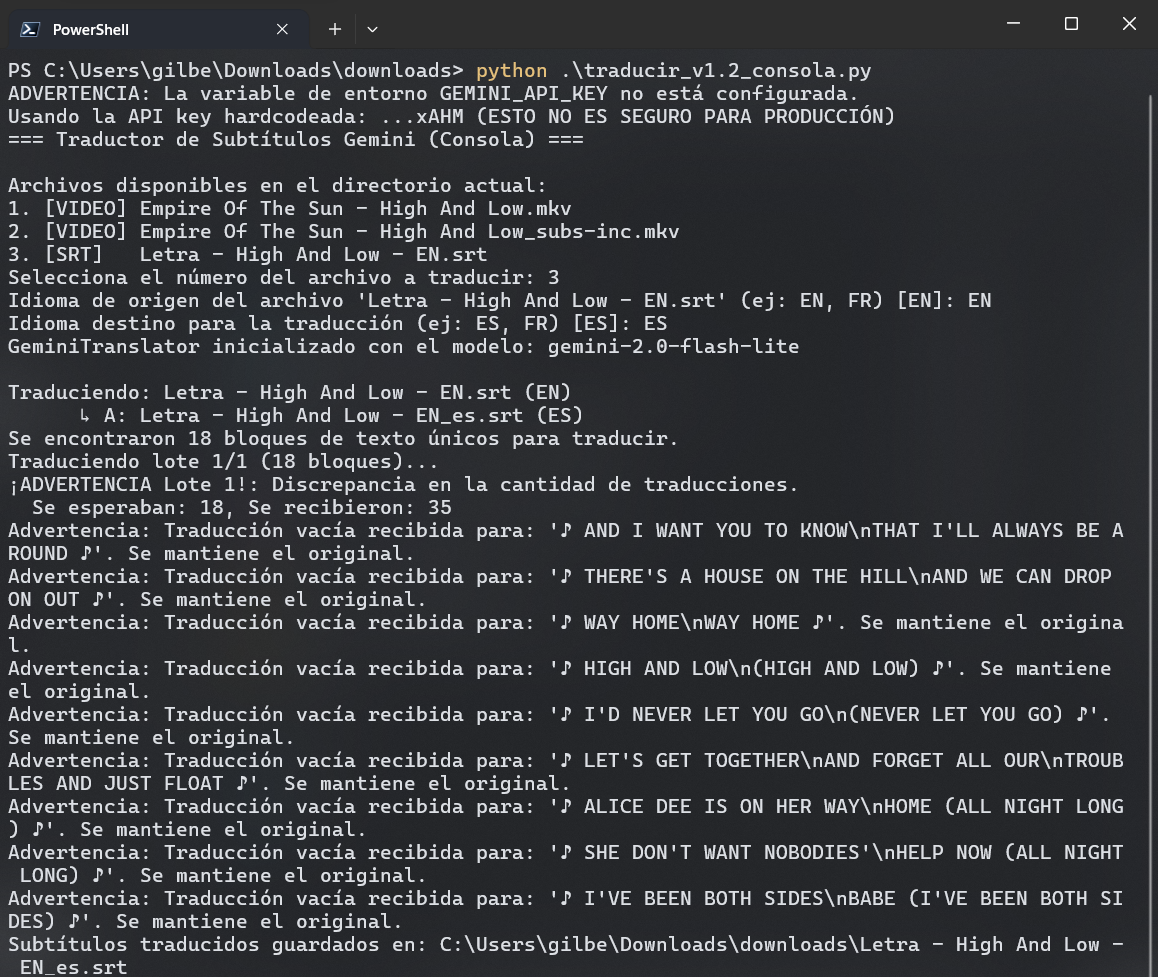 PowerShell
PS C:\Users\gilbe\Downloads\downloads> python .\traducir_v1.2_consola.py
ADVERTENCIA: La variable de entorno GEMINI_API_KEY no está configurada.
Usando la API key hardcodeada: ...xAHM (ESTO NO ES SEGURO PARA PRODUCCIÓN)
=== Traductor de Subtítulos Gemini (Consola) ===
Archivos disponibles en el directorio actual:
1. [VIDEO] Empire Of The Sun - High And Low.mkv
2. [VIDEO] Empire Of The Sun - High And Low_subs-inc.mkv
3. [SRT]   Letra - High And Low - EN.srt
Selecciona el número del archivo a traducir: 3
Idioma de origen del archivo 'Letra - High And Low - EN.srt' (ej: EN, FR) [EN]: EN
Idioma destino para la traducción (ej: ES, FR) [ES]: ES
GeminiTranslator inicializado con el modelo: gemini-2.0-flash-lite
Traduciendo: Letra - High And Low - EN.srt (EN)
      ↳ A: Letra - High And Low - EN_es.srt (ES)
Se encontraron 18 bloques de texto únicos para traducir.
Traduciendo lote 1/1 (18 bloques)...
¡ADVERTENCIA Lote 1!: Discrepancia en la cantidad de traducciones.
  Se esperaban: 18, Se recibieron: 35
Advertencia: Traducción vacía recibida para: '♪ AND I WANT YOU TO KNOW\nTHAT I'LL ALWAYS BE A
ROUND ♪'. Se mantiene el original.
Advertencia: Traducción vacía recibida para: '♪ THERE'S A HOUSE ON THE HILL\nAND WE CAN DROP
ON OUT ♪'. Se mantiene el original.
Advertencia: Traducción vacía recibida para: '♪ WAY HOME\nWAY HOME ♪'. Se mantiene el origina
l.
Advertencia: Traducción vacía recibida para: '♪ HIGH AND LOW\n(HIGH AND LOW) ♪'. Se mantiene
el original.
Advertencia: Traducción vacía recibida para: '♪ I'D NEVER LET YOU GO\n(NEVER LET YOU GO) ♪'.
Se mantiene el original.
Advertencia: Traducción vacía recibida para: '♪ LET'S GET TOGETHER\nAND FORGET ALL OUR\nTROUB
LES AND JUST FLOAT ♪'. Se mantiene el original.
Advertencia: Traducción vacía recibida para: '♪ ALICE DEE IS ON HER WAY\nHOME (ALL NIGHT LONG
) ♪'. Se mantiene el original.
Advertencia: Traducción vacía recibida para: '♪ SHE DON'T WANT NOBODIES'\nHELP NOW (ALL NIGHT
 LONG) ♪'. Se mantiene el original.
Advertencia: Traducción vacía recibida para: '♪ I'VE BEEN BOTH SIDES\nBABE (I'VE BEEN BOTH SI
DES) ♪'. Se mantiene el original.
Subtítulos traducidos guardados en: C:\Users\gilbe\Downloads\downloads\Letra - High And Low -
 EN_es.srt